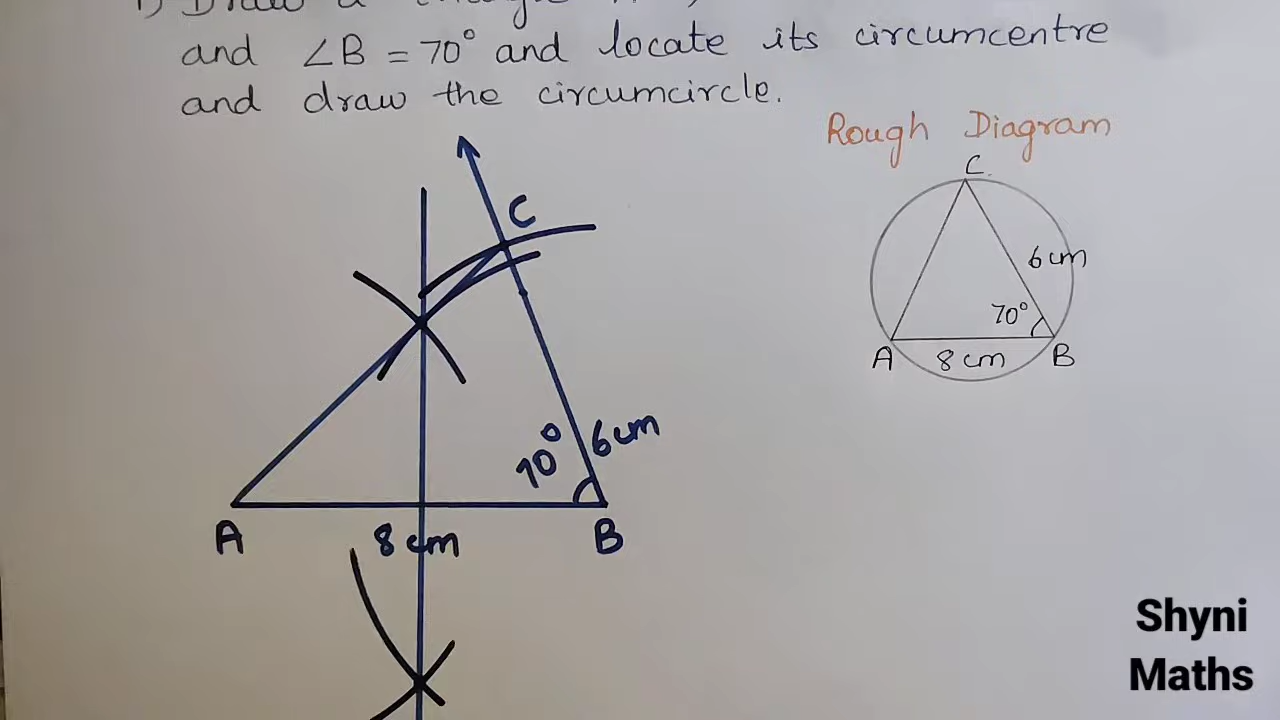 and ∠B = 70° and locate its circumcentre
and draw the circumcircle.
Rough Diagram
C
6 cm
70°
A 8 cm B
C
70° 6 cm
A 8 cm B
Shyni
Maths